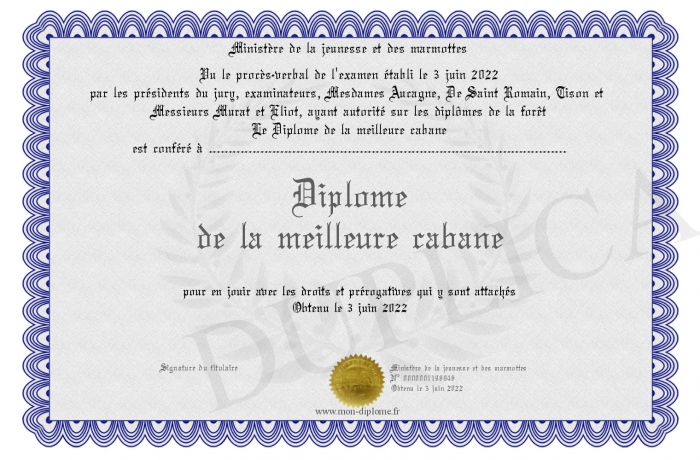 Ministère de la jeunesse et des marmottes
Vu le procès-verbal de l'examen établi le 3 juin 2022
par les présidents du jury, examinateurs, Mesdames Aucagne, De Saint Romain, Tison et
Messieurs Murat et Eliot, ayant autorité sur les diplômes de la forêt
Le Diplome de la meilleure cabane
est conféré à ..........................................................................................
Diplome
de la meilleure cabane
pour en jouir avec les droits et prérogatives qui y sont attachés
Obtenu le 3 juin 2022
DUPLICA
Signature du titulaire
Ministère de la jeunesse et des marmottes
Obtenu le 3 juin 2022
www.mon-diplome.fr